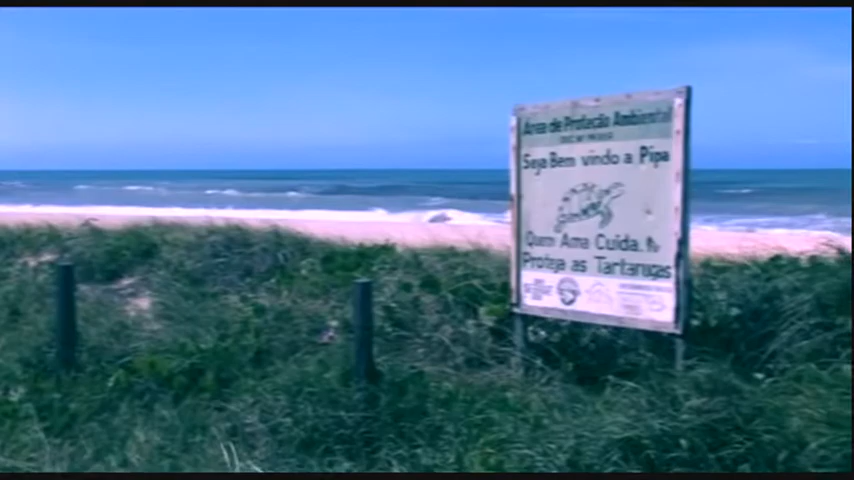 Área de Proteção Ambiental
Seja Bem vindo a Pipa
Quem Ama Cuida.
Proteja as Tartarugas